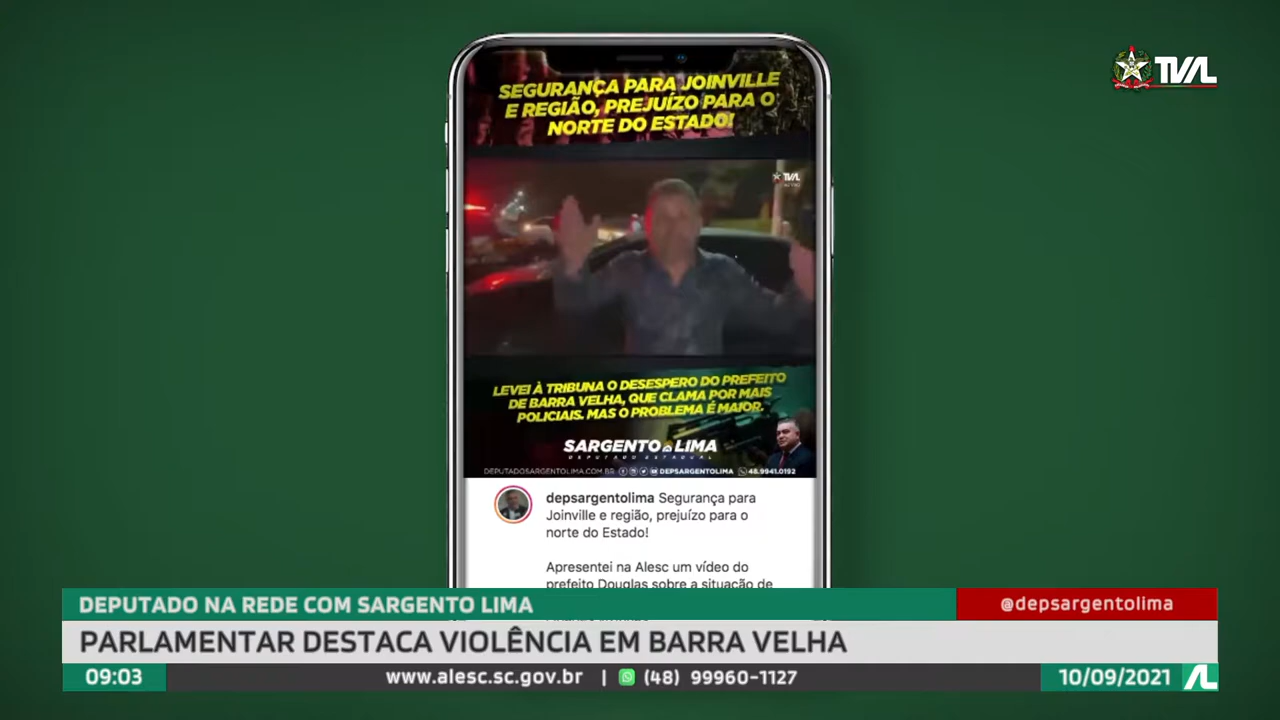 SEGURANÇA PARA JOINVILLE
E REGIÃO, PREJUÍZO PARA O
NORTE DO ESTADO!
TVAL
TVAL
LEVEI À TRIBUNA O DESESPERO DO PREFEITO
DE BARRA VELHA, QUE CLAMA POR MAIS
POLICIAIS. MAS O PROBLEMA É MAIOR.
SARGENTO LIMA
DEPUTADO ESTADUAL
DEPUTADOSARGENTOLIMA.COM.BR DEPSARGENTOLIMA 48.9941.0192
depsargentolima Segurança para
Joinville e região, prejuízo para o
norte do Estado!
Apresentei na Alesc um vídeo do
prefeito Douglas sobre a situação de
DEPUTADO NA REDE COM SARGENTO LIMA
@depsargentolima
PARLAMENTAR DESTACA VIOLÊNCIA EM BARRA VELHA
09:03
www.alesc.sc.gov.br | (48) 99960-1127
10/09/2021